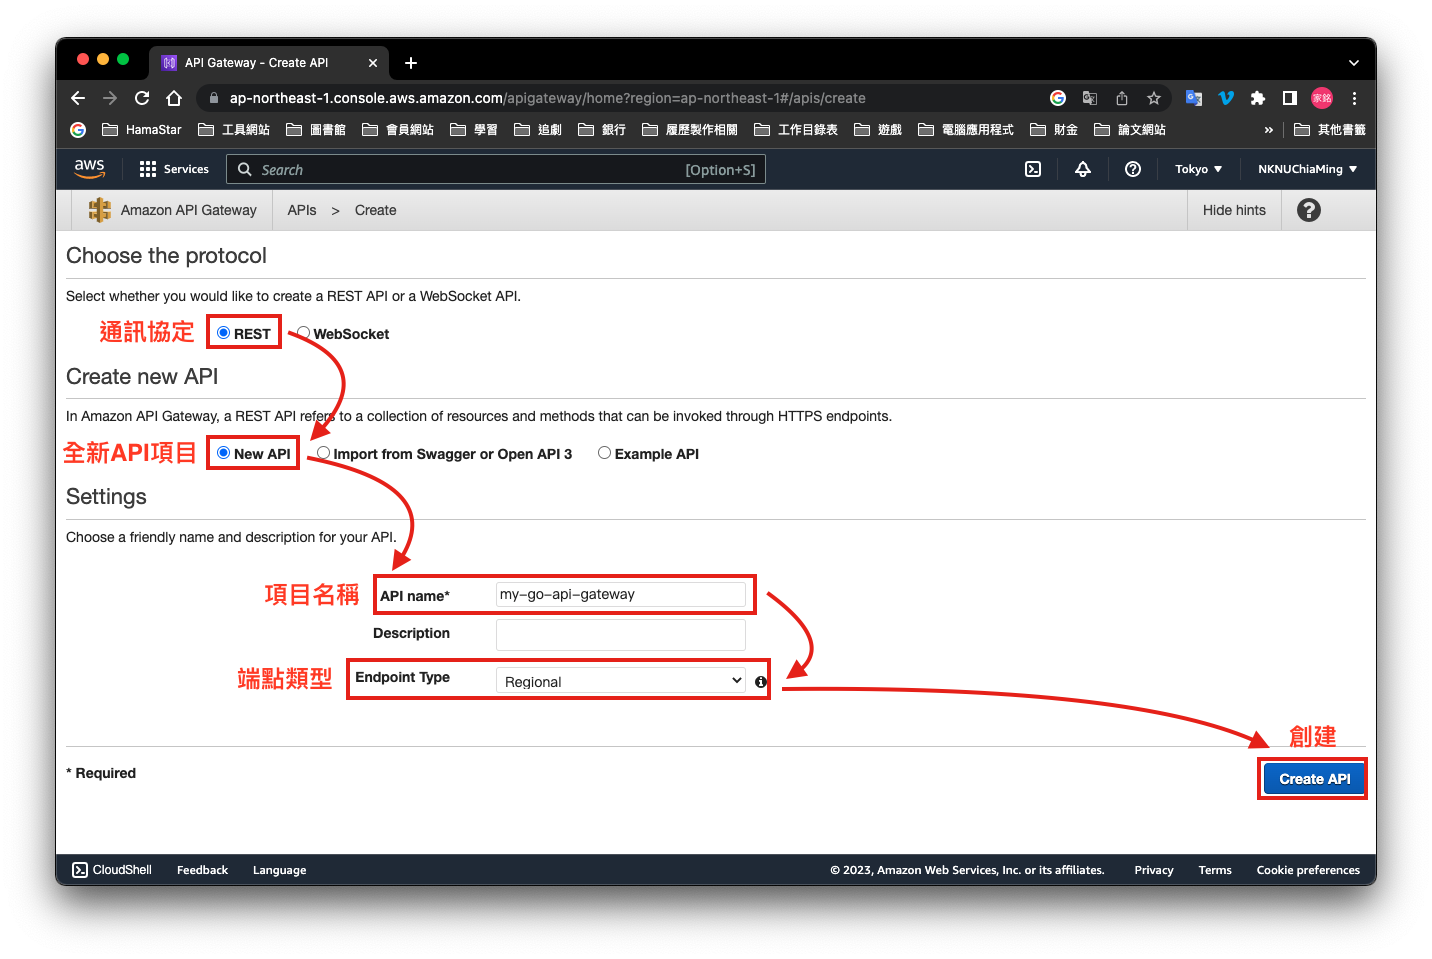 API Gateway - Create API
ap-northeast-1.console.aws.amazon.com/apigateway/home?region=ap-northeast-1#/apis/create
家銘
HamaStar 工具網站 圖書館 會員網站 學習 追劇 銀行 履歷製作相關 工作目錄表 遊戲 電腦應用程式 財金 論文網站 » 其他書籤
aws Services Search [Option+S] Tokyo NKNUChiaMing
Amazon API Gateway APIs > Create Hide hints
Choose the protocol
Select whether you would like to create a REST API or a WebSocket API.
通訊協定 REST WebSocket
Create new API
In Amazon API Gateway, a REST API refers to a collection of resources and methods that can be invoked through HTTPS endpoints.
全新API項目 New API Import from Swagger or Open API 3 Example API
Settings
Choose a friendly name and description for your API.
項目名稱 API name* my-go-api-gateway
Description
端點類型 Endpoint Type Regional
創建
* Required Create API
CloudShell Feedback Language © 2023, Amazon Web Services, Inc. or its affiliates. Privacy Terms Cookie preferences